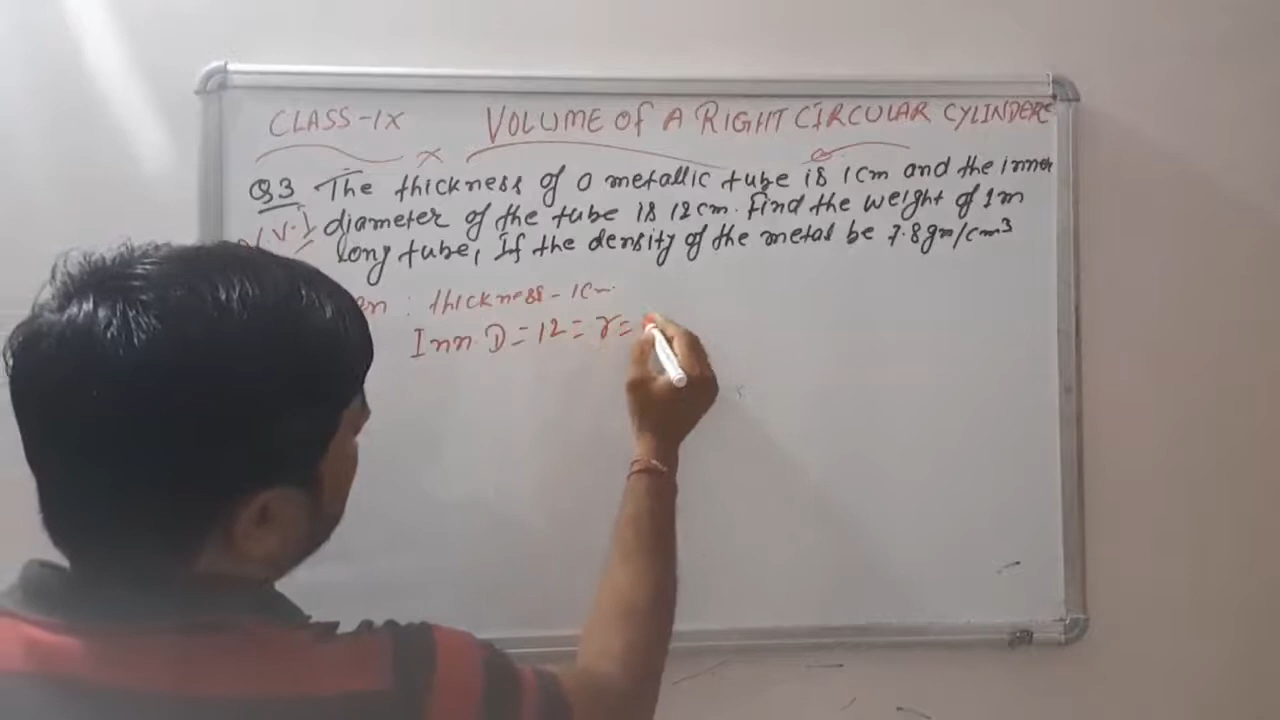 CLASS-IX VOLUME OF A RIGHT CIRCULAR CYLINDER
Q3 The thickness of a metallic tube is 1cm and the inner
V.V.I diameter of the tube is 12cm. Find the weight of 1m
long tube, If the density of the metal be 7.8gm/cm³
en : thickness - 1cm.
Inn. D = 12 = r =